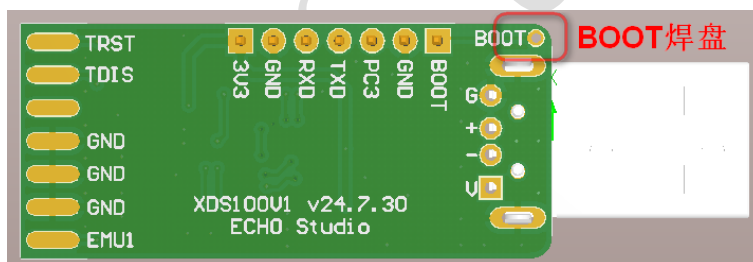 TRST
TDIS
GND
GND
GND
EMU1
3V3
GND
RXD
TXD
PC3
GND
BOOT
BOOT
BOOT焊盘
G
+
-
V
XDS100V1 v24.7.30
ECHO Studio